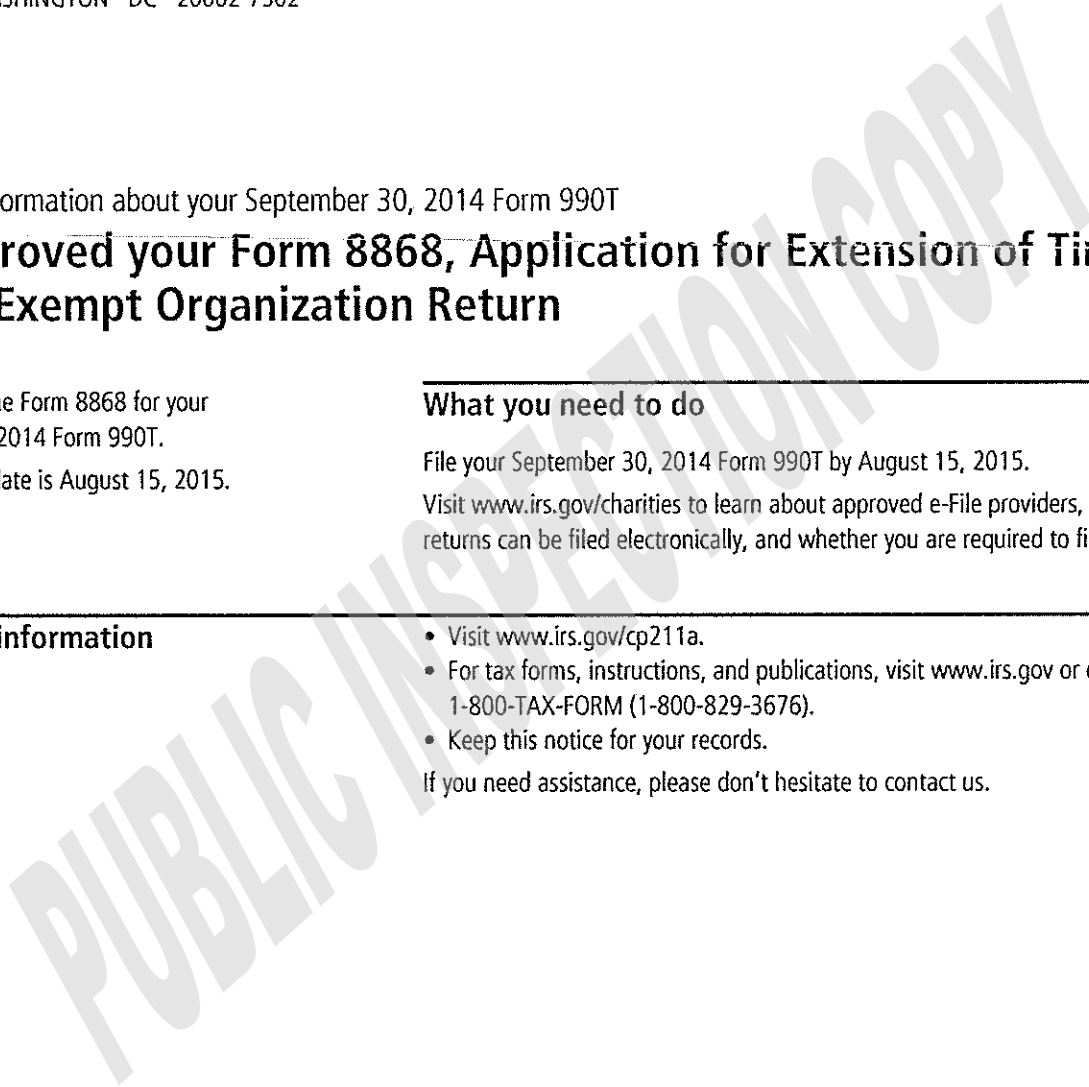 DC 20002-7502
ormation about your September 30, 2014 Form 990T
roved your Form 8868, Application for Extension of
Exempt Organization Return
e Form 8868 for your
2014 Form 990T.
ate is August 15, 2015.
What you need to do
File your September 30, 2014 Form 990T by August 15, 2015.
Visit www.irs.gov/charities to learn about approved e-File providers,
returns can be filed electronically, and whether you are required to
information
• Visit www.irs.gov/cp211a.
• For tax forms, instructions, and publications, visit www.irs.gov or
1-800-TAX-FORM (1-800-829-3676).
• Keep this notice for your records.
If you need assistance, please don't hesitate to contact us.
PUBLIC INSPECTION COPY